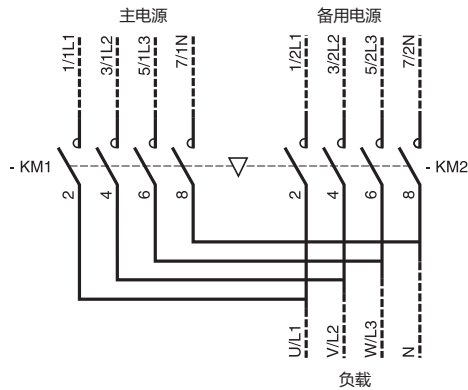 主电源
备用电源
1/1L1
3/1L2
5/1L3
7/1N
1/2L1
3/2L2
5/2L3
7/2N
- KM1
- KM2
2
4
6
8
2
4
6
8
U/L1
V/L2
W/L3
N
负载